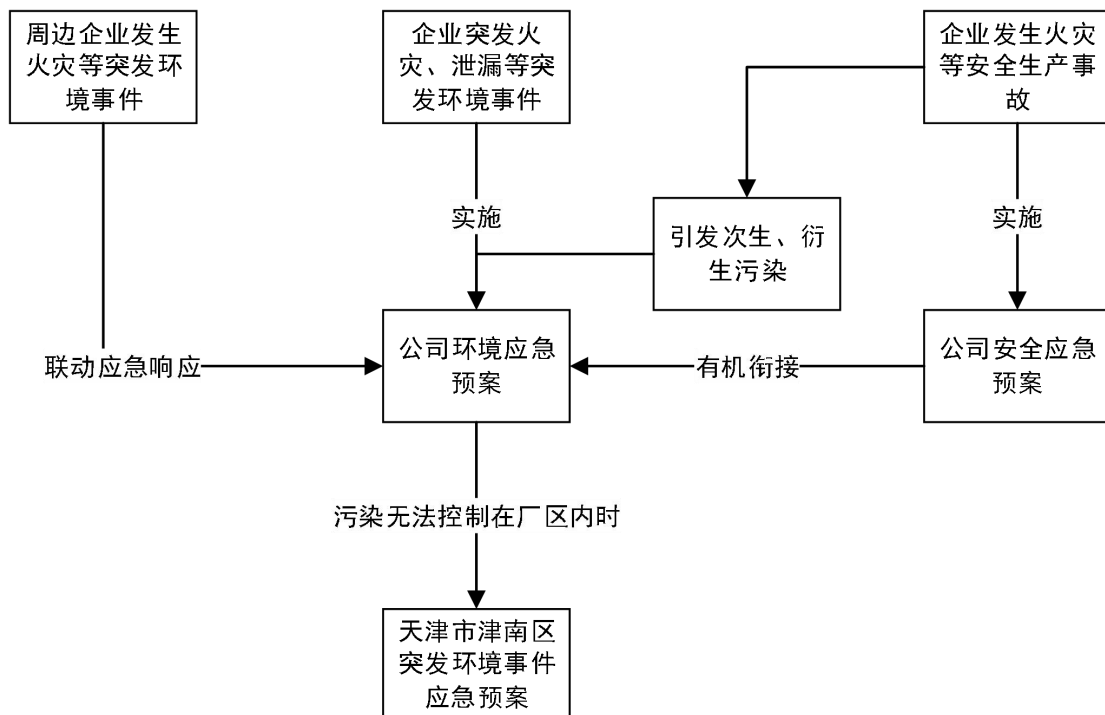 周边企业发生
火灾等突发环
境事件
企业突发火
灾、泄漏等突
发环境事件
企业发生火灾
等安全生产事
故
实施
引发次生、衍
生污染
实施
联动应急响应
公司环境应急
预案
有机衔接
公司安全应急
预案
污染无法控制在厂区内时
天津市津南区
突发环境事件
应急预案